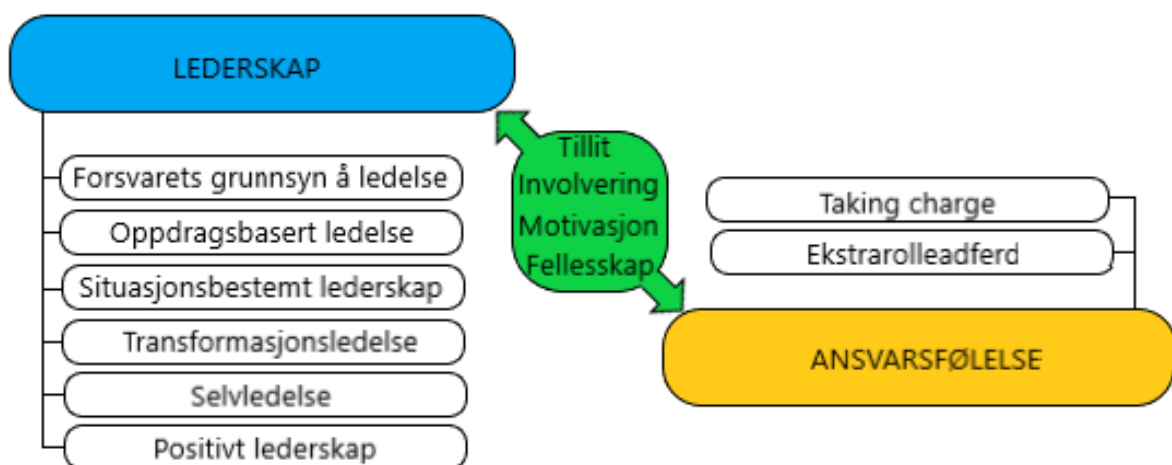 LEDERSKAP
Forsvarets grunnsyn å ledelse
Oppdragsbasert ledelse
Situasjonsbestemt lederskap
Transformasjonsledelse
Selvledelse
Positivt lederskap
Tillit
Involvering
Motivasjon
Fellesskap
Taking charge
Ekstrarolleadferd
ANSVARSFØLELSE